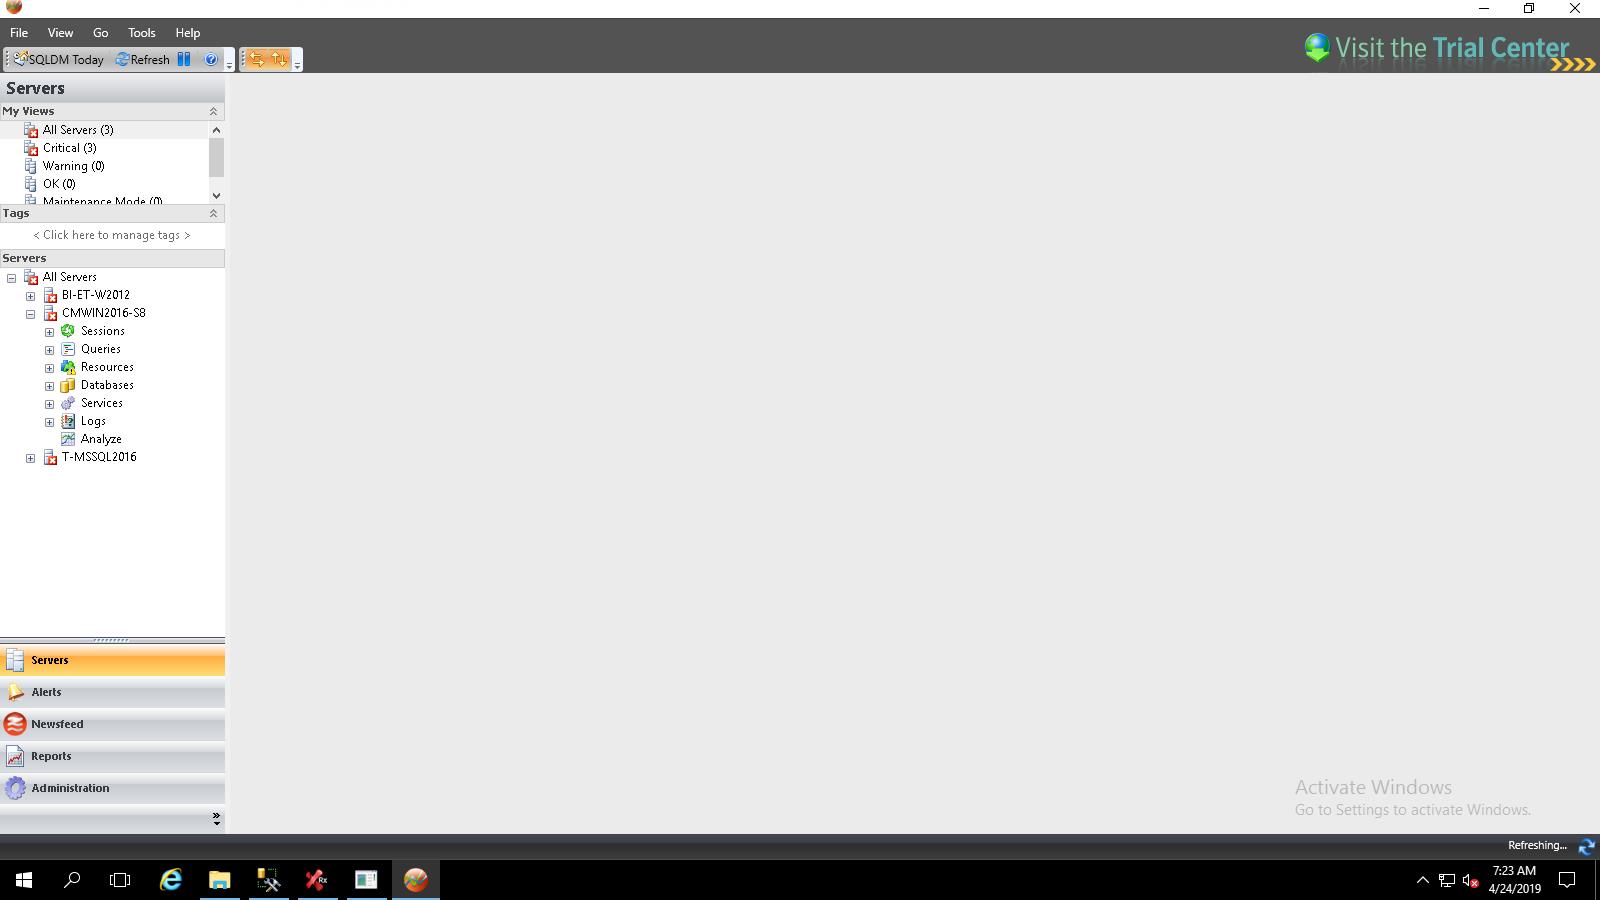 File View Go Tools Help
SQLDM Today Refresh
Visit the Trial Center
Servers
My Views
All Servers (3)
Critical (3)
Warning (0)
OK (0)
Maintenance Mode (0)
Tags
< Click here to manage tags >
Servers
All Servers
BI-ET-W2012
CMWIN2016-S8
Sessions
Queries
Resources
Databases
Services
Logs
Analyze
T-MSSQL2016
Servers
Alerts
Newsfeed
Reports
Administration
Activate Windows
Go to Settings to activate Windows.
Refreshing...
Rx
7:23 AM
4/24/2019